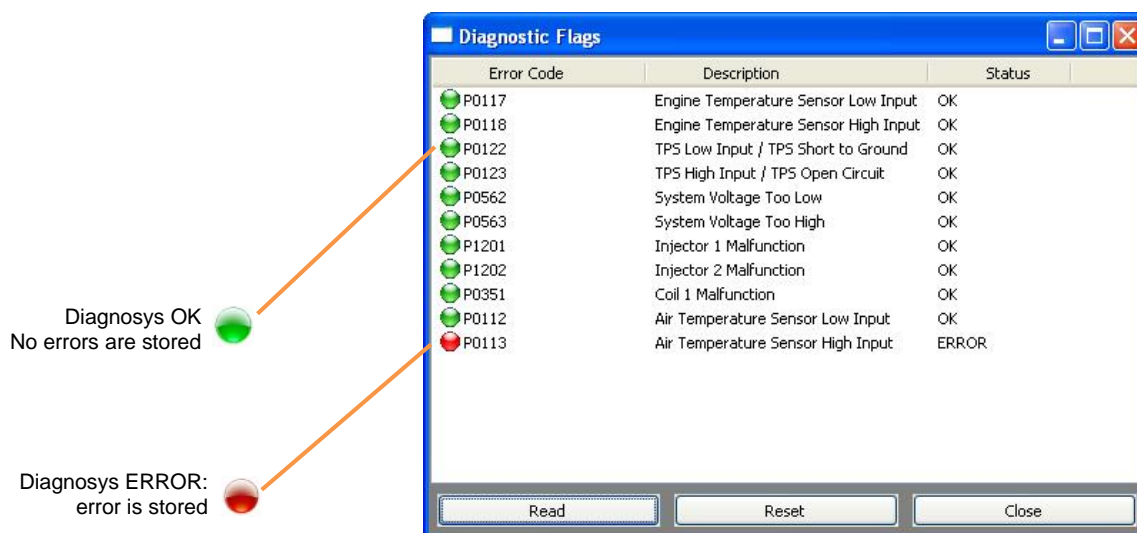 Diagnostic Flags
Error Code Description Status
P0117 Engine Temperature Sensor Low Input OK
P0118 Engine Temperature Sensor High Input OK
P0122 TPS Low Input / TPS Short to Ground OK
P0123 TPS High Input / TPS Open Circuit OK
P0562 System Voltage Too Low OK
P0563 System Voltage Too High OK
P1201 Injector 1 Malfunction OK
P1202 Injector 2 Malfunction OK
P0351 Coil 1 Malfunction OK
P0112 Air Temperature Sensor Low Input OK
P0113 Air Temperature Sensor High Input ERROR
Read Reset Close
Diagnosys OK
No errors are stored
Diagnosys ERROR:
error is stored